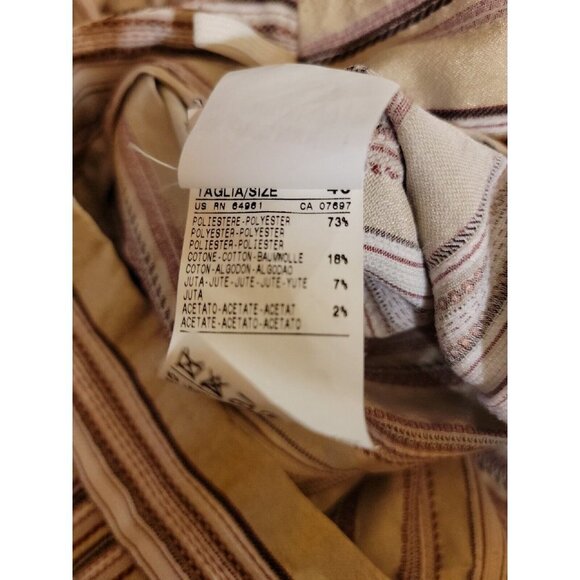 TAGLIA/SIZE
US RN 64961 CA 07697
POLIESTERE-POLYESTER 73%
POLYESTER-POLYESTER
POLIESTER-POLIESTER
COTONE-COTTON-BAUMWOLLE 18%
COTON-ALGODON-ALGODAO
JUTA-JUTE-JUTE-JUTE-YUTE 7%
JUTA
ACETATO-ACETATE-ACETAT 2%
ACETATE-ACETATO-ACETATO